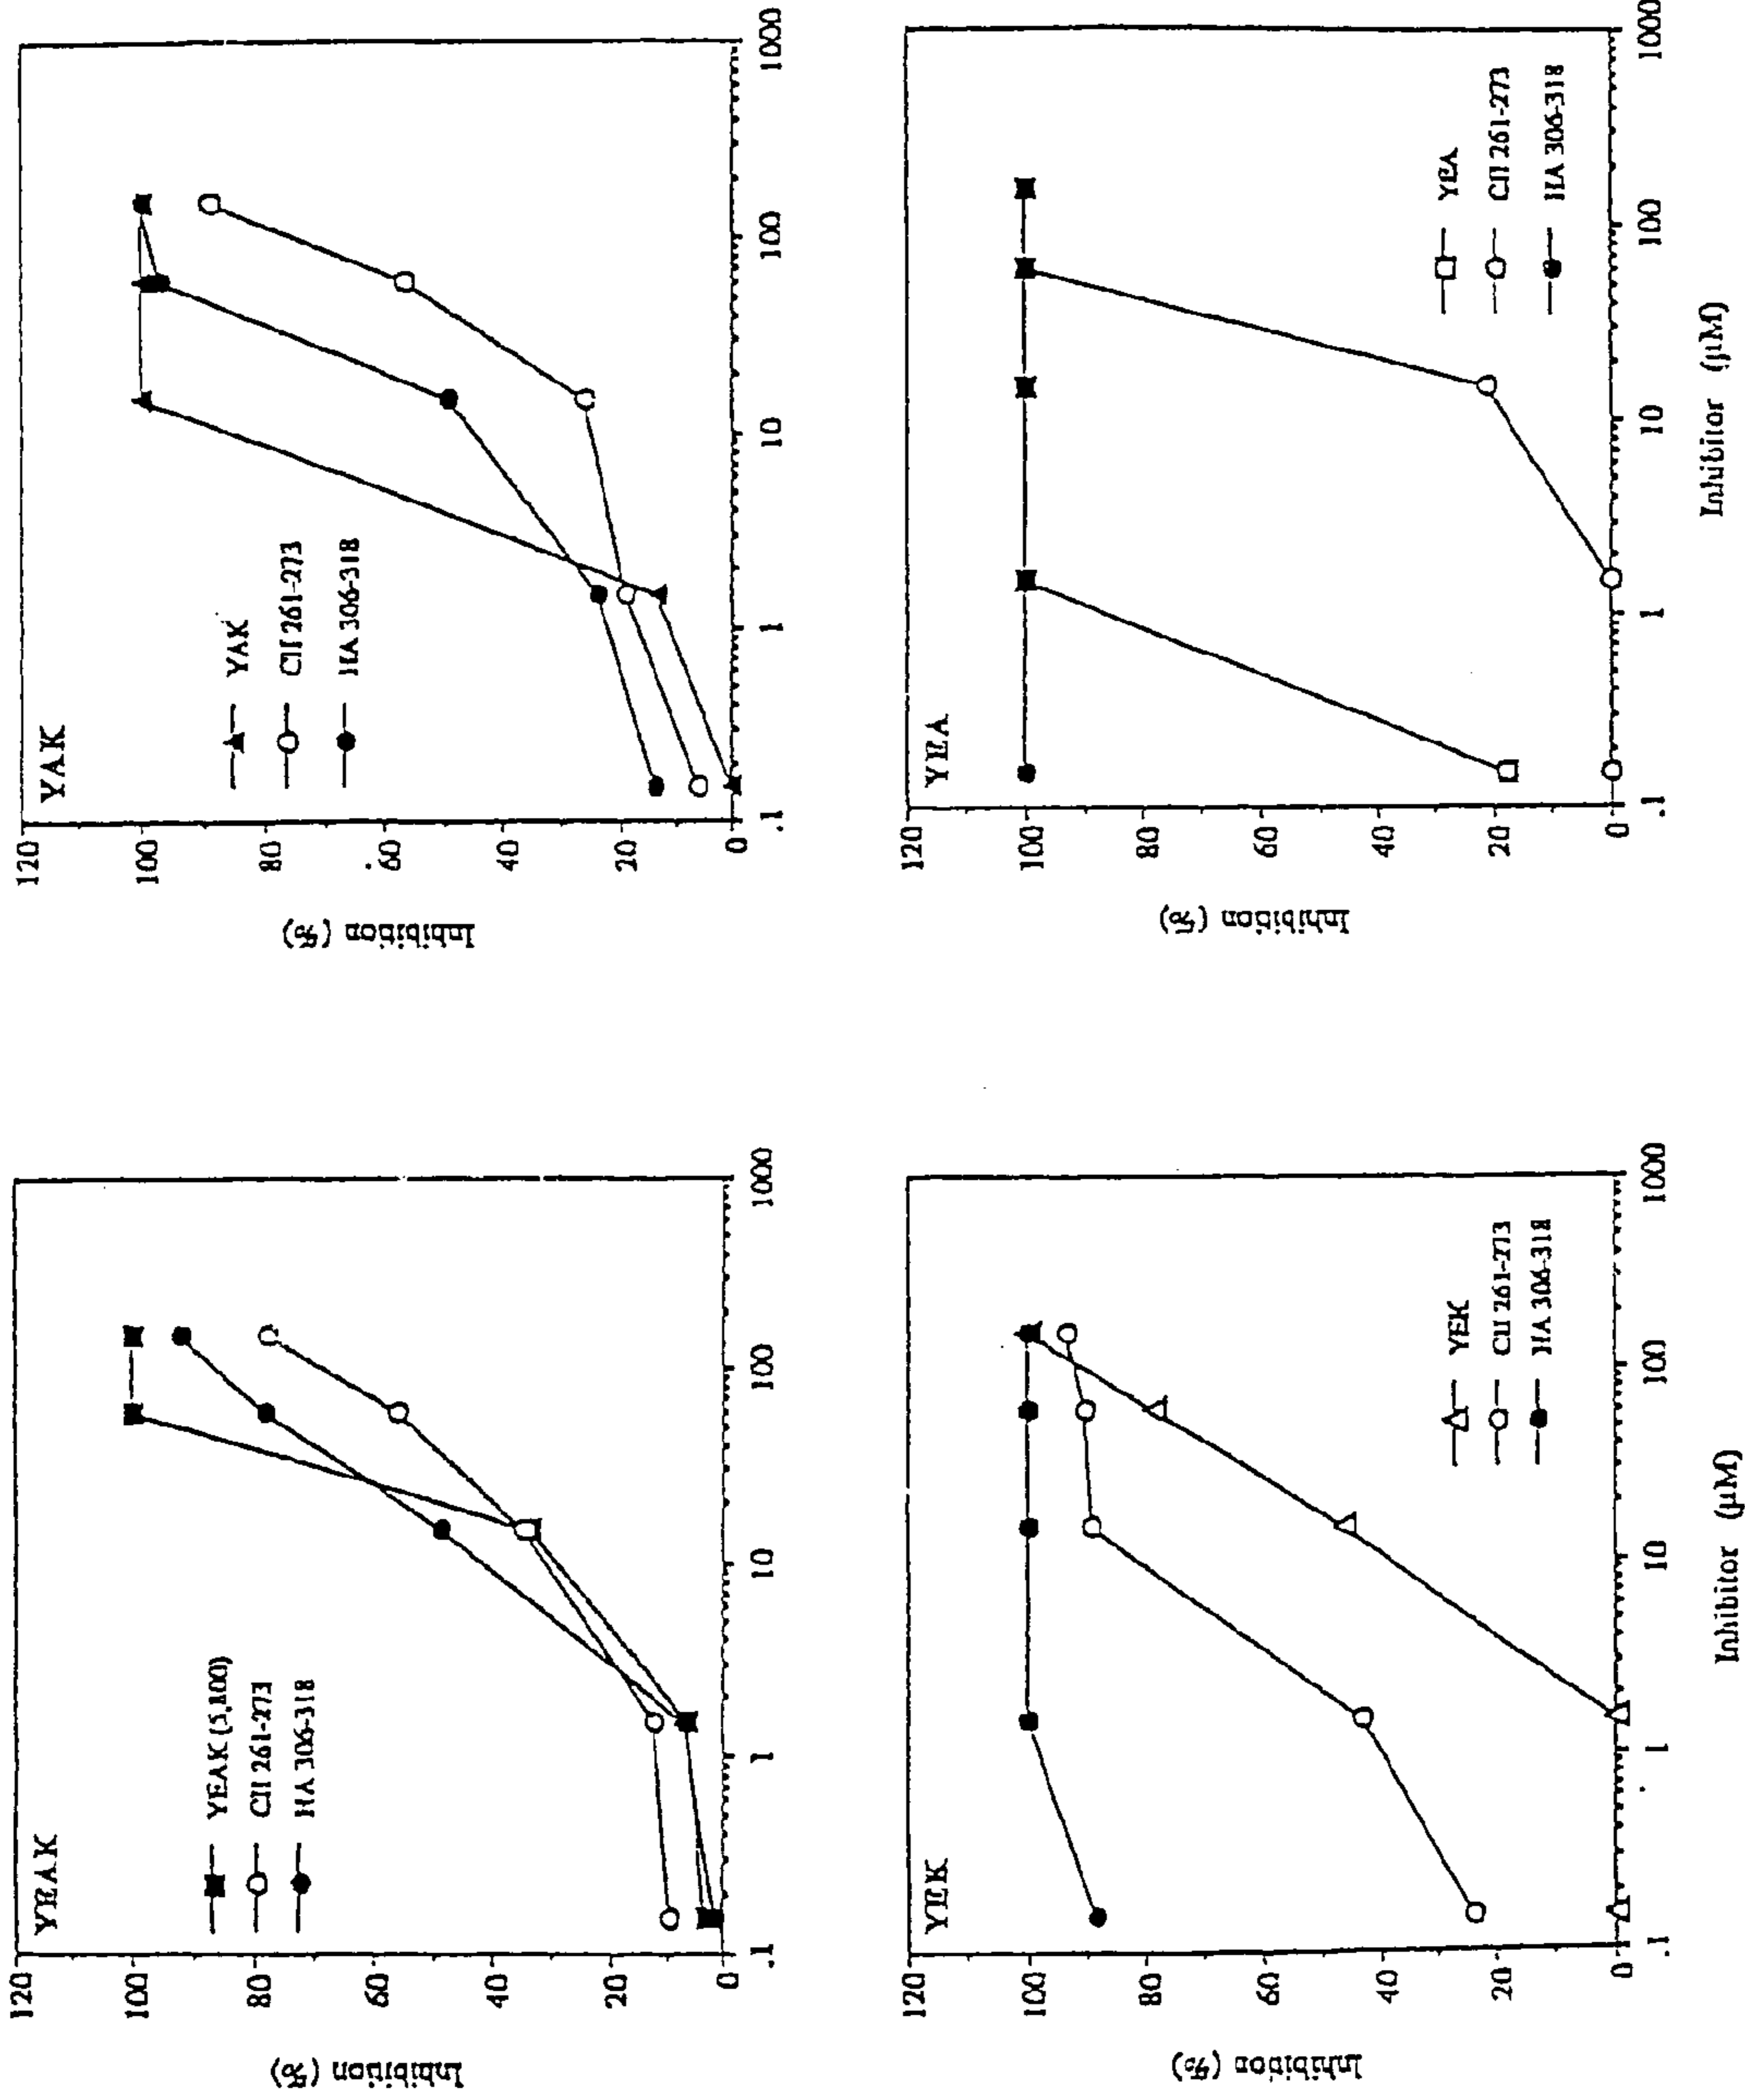 YEAK
YEAK (5,800)
CII 261-273
HA 306-318
Inhibition (%)
120
100
80
60
40
20
0
.1
1
10
100
1000
YAK
YAK
CII 261-273
HA 306-318
Inhibition (%)
120
100
80
60
40
20
0
.1
1
10
100
1000
YEK
YEK
CII 261-273
HA 306-318
Inhibition (%)
120
100
80
60
40
20
0
.1
1
10
100
1000
Inhibitor (μM)
YEA
YEA
CII 261-273
HA 306-318
Inhibition (%)
120
100
80
60
40
20
0
.1
1
10
100
1000
Inhibitor (μM)